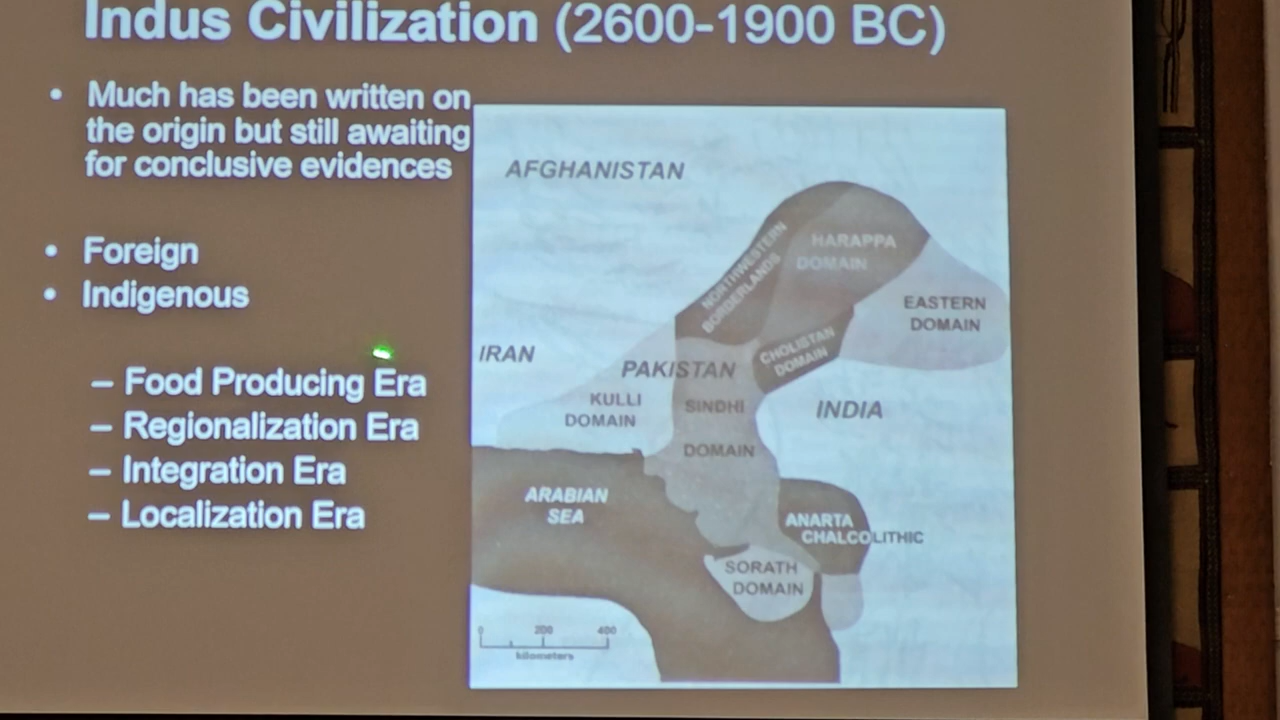 Indus Civilization (2600-1900 BC)
• Much has been written on
the origin but still awaiting
for conclusive evidences
• Foreign
• Indigenous
– Food Producing Era
– Regionalization Era
– Integration Era
– Localization Era
AFGHANISTAN
HARAPPA
DOMAIN
NORTHWESTERN
BORDERLANDS
EASTERN
DOMAIN
CHOLISTAN
DOMAIN
IRAN
PAKISTAN
KULLI
DOMAIN
SINDHI
DOMAIN
INDIA
ARABIAN
SEA
ANARTA
CHALCOLITHIC
SORATH
DOMAIN
0 200 400
kilometers